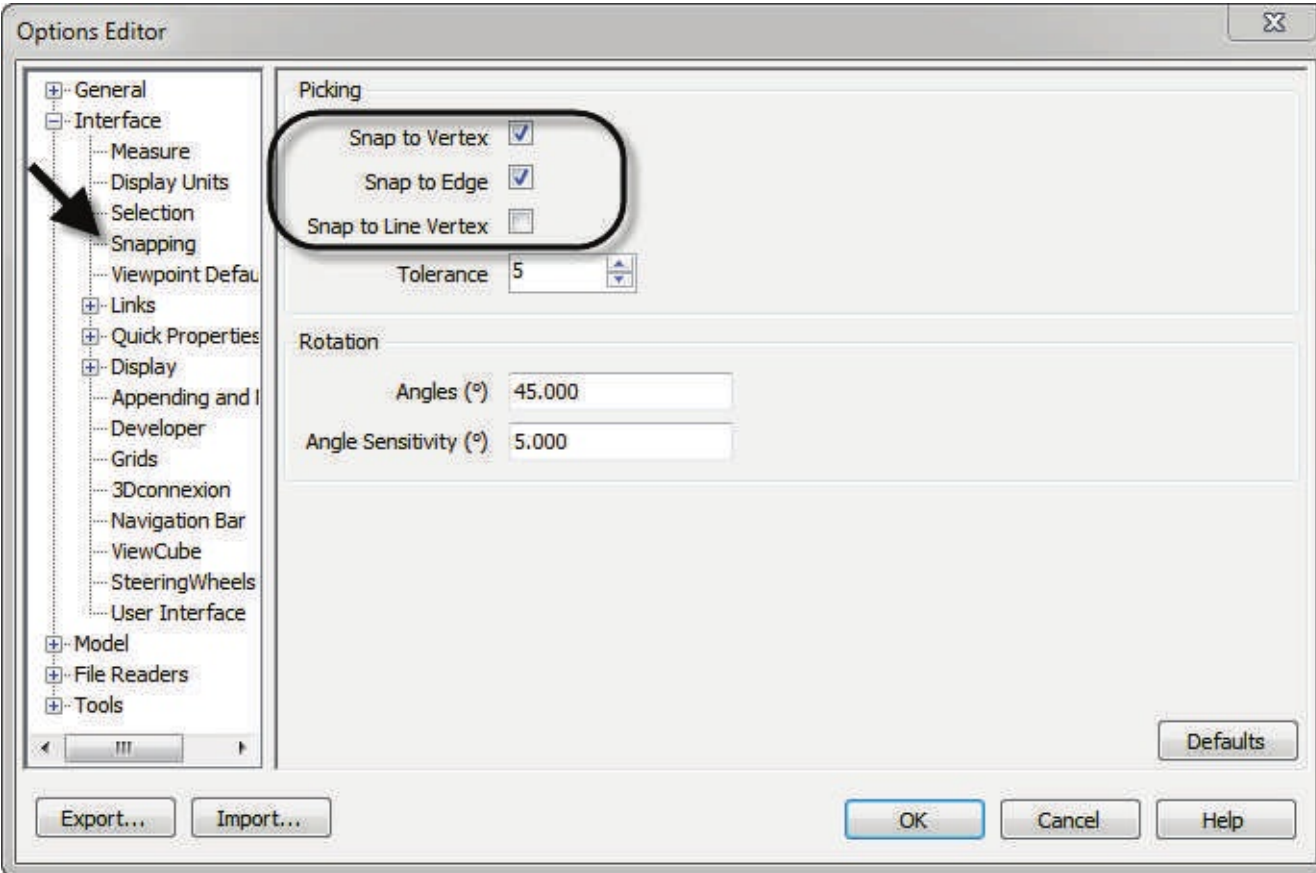 Options Editor
General
Interface
Measure
Display Units
Selection
Snapping
Viewpoint Defau
Links
Quick Properties
Display
Appending and
Developer
Grids
3Dconnexion
Navigation Bar
ViewCube
SteeringWheels
User Interface
Model
File Readers
Tools
Picking
Snap to Vertex
Snap to Edge
Snap to Line Vertex
Tolerance 5
Rotation
Angles (°) 45.000
Angle Sensitivity (°) 5.000
Defaults
Export... Import... OK Cancel Help